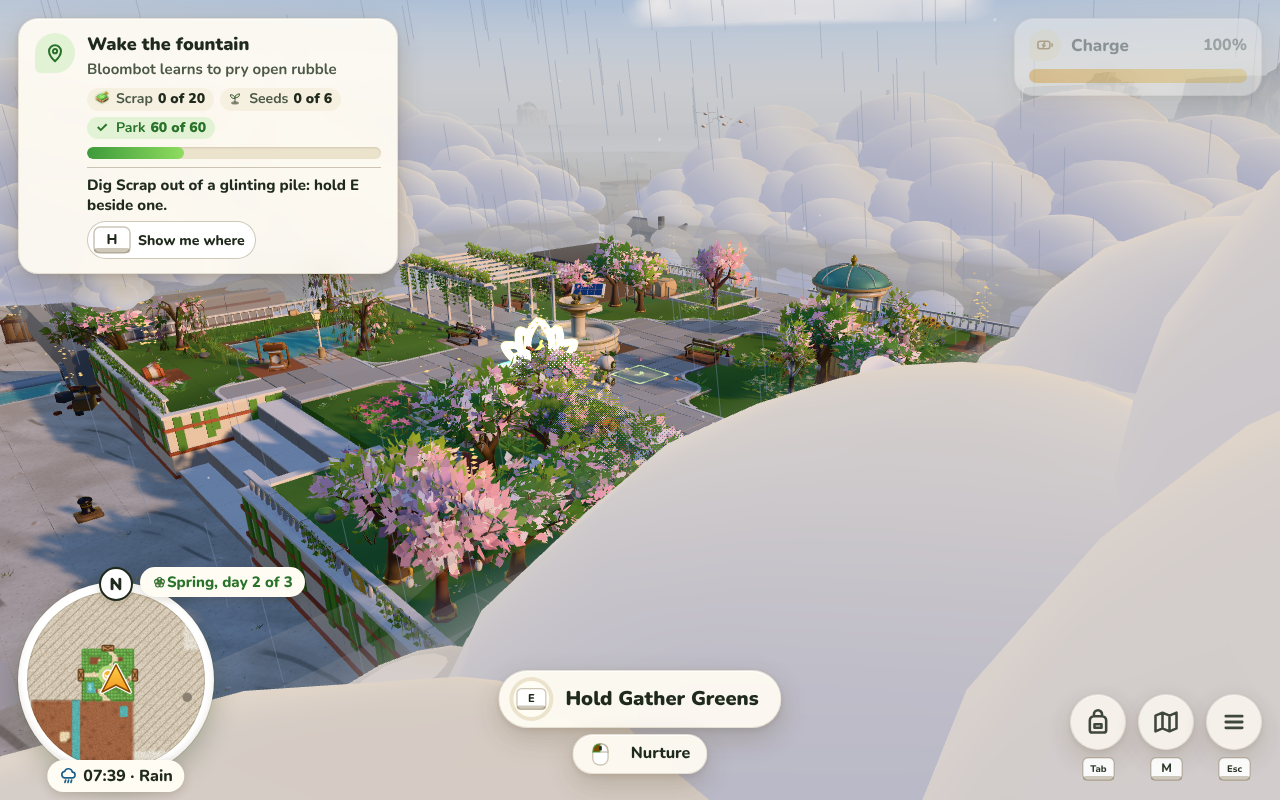 Wake the fountain
Bloombot learns to pry open rubble
Scrap 0 of 20
Seeds 0 of 6
Park 60 of 60
Dig Scrap out of a glinting pile: hold E
beside one.
H
Show me where
Charge 100%
N
Spring, day 2 of 3
07:39 · Rain
E
Hold Gather Greens
Nurture
Tab
M
Esc